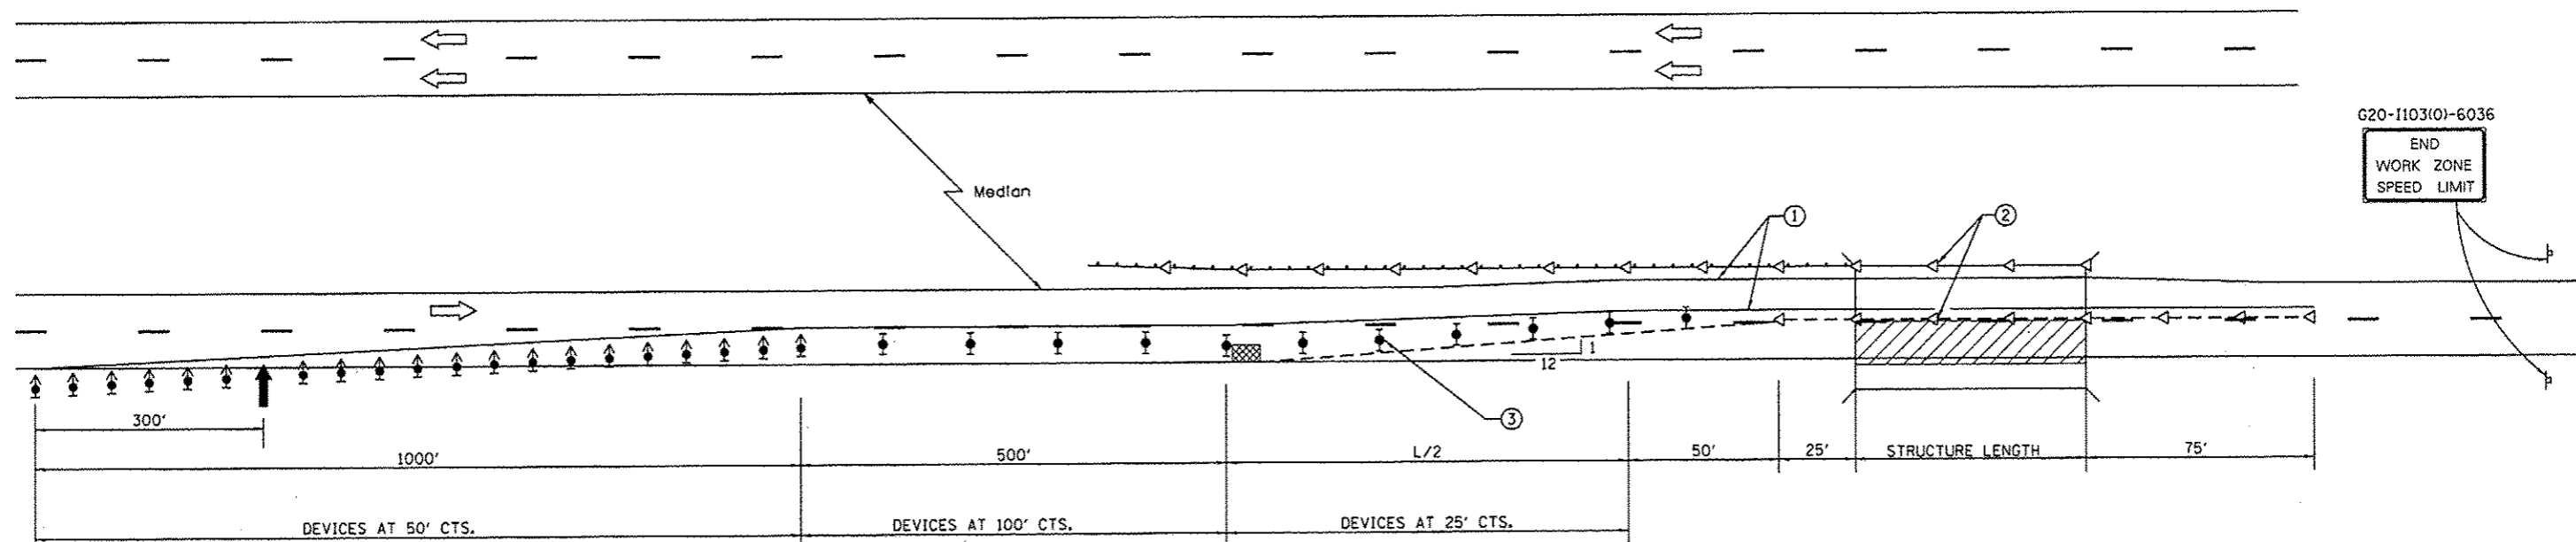 G20-I103(0)-6036
END
WORK ZONE
SPEED LIMIT
Median
1
2
1
12
3
300'
1000'
500'
L/2
50'
25'
STRUCTURE LENGTH
75'
DEVICES AT 50' CTS.
DEVICES AT 100' CTS.
DEVICES AT 25' CTS.